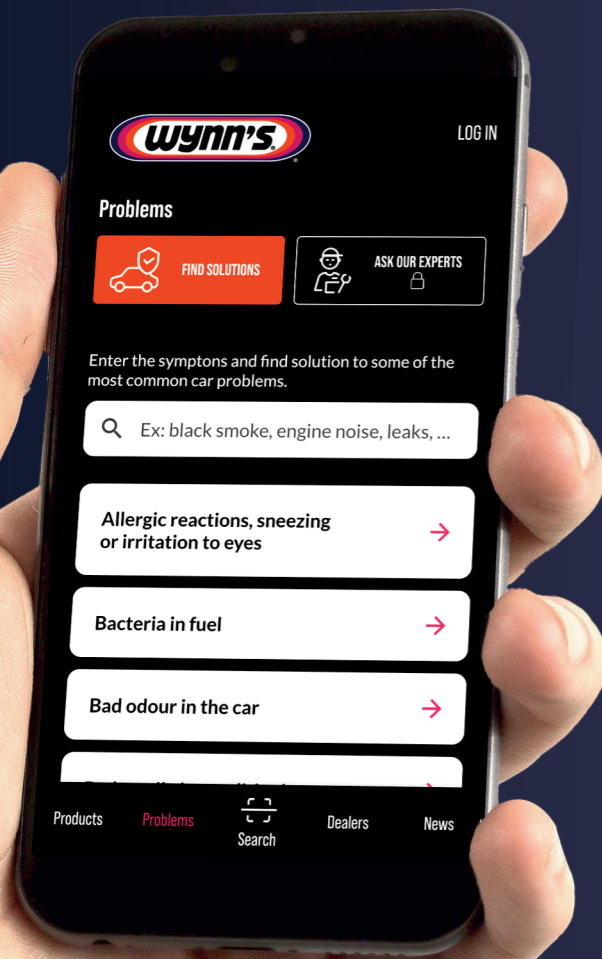 Wynn's
LOG IN
Problems
FIND SOLUTIONS
ASK OUR EXPERTS
Enter the symptons and find solution to some of the
most common car problems.
Ex: black smoke, engine noise, leaks, ...
Allergic reactions, sneezing
or irritation to eyes
Bacteria in fuel
Bad odour in the car
Products
Problems
Search
Dealers
News